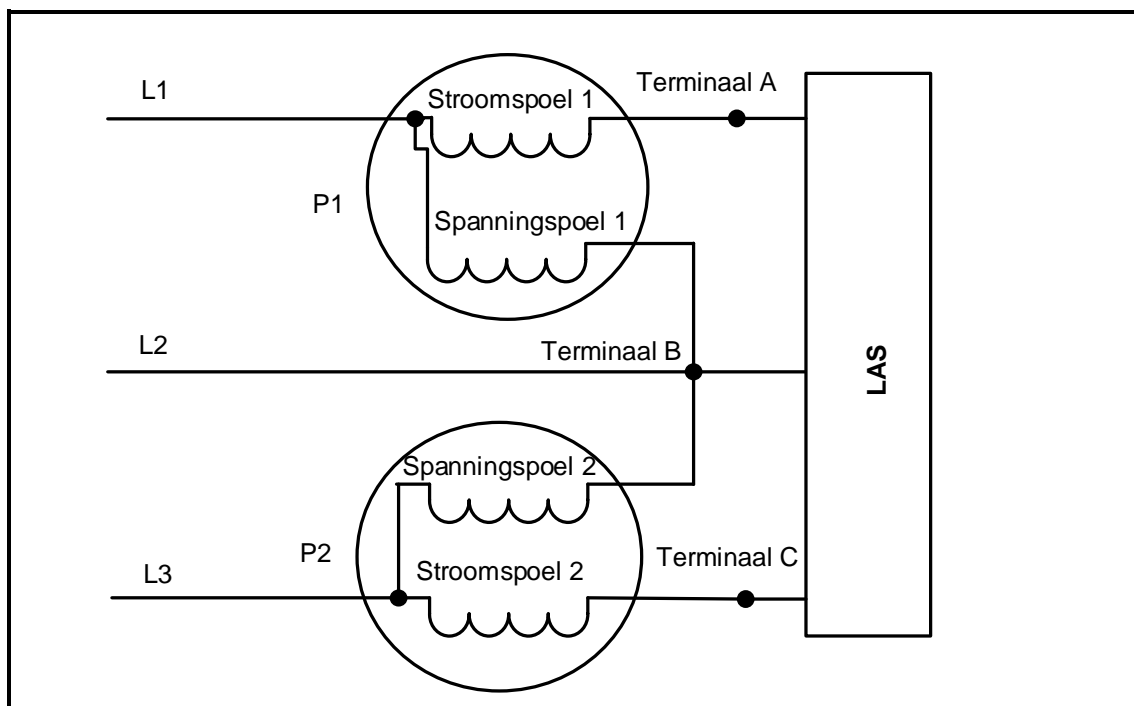 L1
Stroomspoel 1
Terminaal A
P1
Spanningspoel 1
L2
Terminaal B
LAS
Spanningspoel 2
P2
Stroomspoel 2
Terminaal C
L3